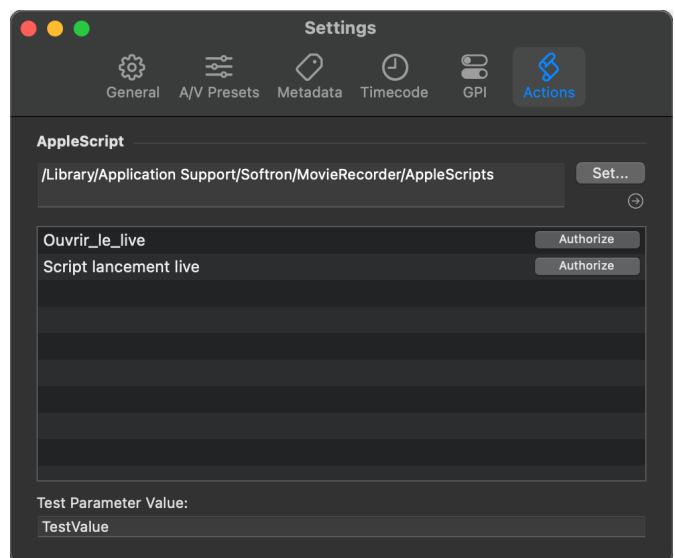 Settings
General A/V Presets Metadata Timecode GPI Actions
AppleScript
/Library/Application Support/Softron/MovieRecorder/AppleScripts Set...
Ouvrir_le_live Authorize
Script lancement live Authorize
Test Parameter Value:
TestValue